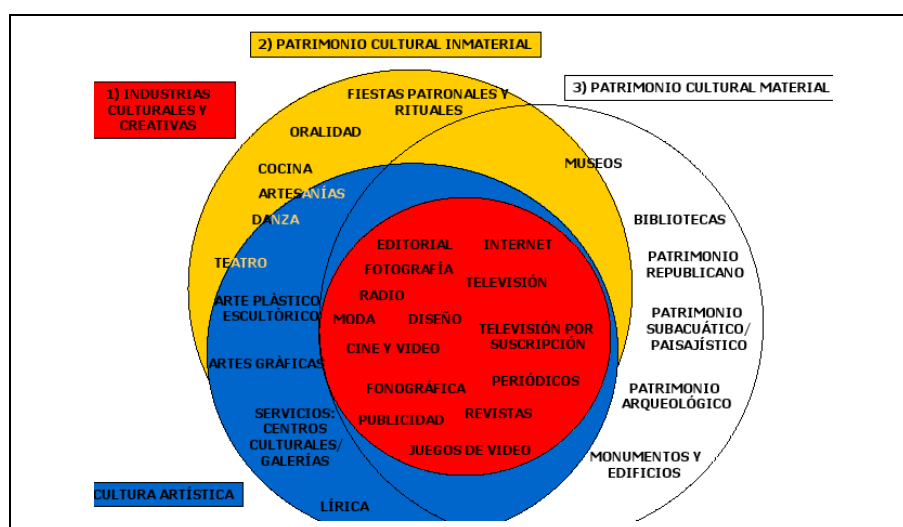 2) PATRIMONIO CULTURAL INMATERIAL
1) INDUSTRIAS
CULTURALES Y
CREATIVAS
3) PATRIMONIO CULTURAL MATERIAL
FIESTAS PATRONALES Y
RITUALES
ORALIDAD
COCINA
ARTESANÍAS
DANZA
TEATRO
MUSEOS
BIBLIOTECAS
PATRIMONIO
REPUBLICANO
PATRIMONIO
SUBACUÁTICO/
PAISAJÍSTICO
PATRIMONIO
ARQUEOLÓGICO
MONUMENTOS Y
EDIFICIOS
EDITORIAL
INTERNET
FOTOGRAFÍA
TELEVISIÓN
RADIO
MODA
DISEÑO
TELEVISIÓN POR
SUSCRIPCIÓN
CINE Y VIDEO
PERIÓDICOS
FONOGRÁFICA
PUBLICIDAD
REVISTAS
JUEGOS DE VIDEO
ARTE PLÀSTICO
ESCULTÒRICO
ARTES GRÀFICAS
SERVICIOS:
CENTROS
CULTURALES/
GALERÍAS
LÍRICA
CULTURA ARTÍSTICA